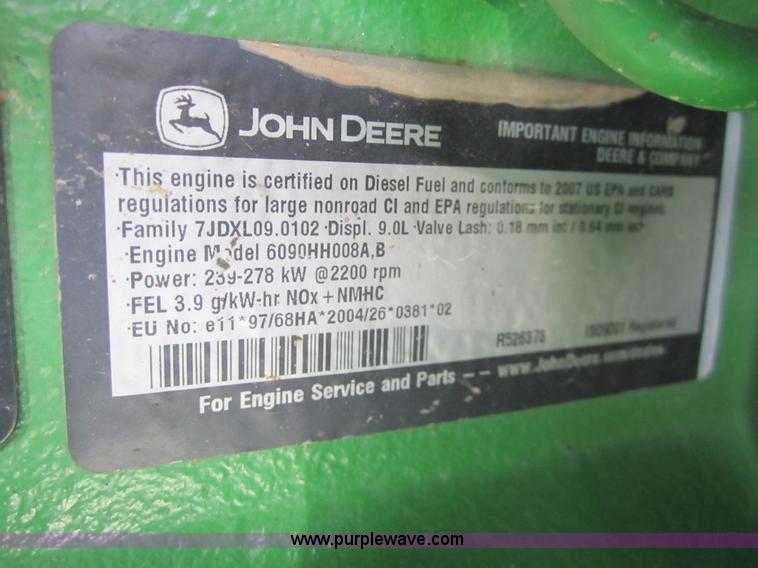 JOHN DEERE
IMPORTANT ENGINE INFORMATION
DEERE & COMPANY
·This engine is certified on Diesel Fuel and conforms to 2007 US EPA and CARB
regulations for large nonroad CI and EPA regulations for stationary CI engines.
·Family 7JDXL09.0102 ·Displ. 9.0L ·Valve Lash: 0.18 mm int / 0.64 mm exh
·Engine Model 6090HH008A,B
·Power: 239-278 kW @2200 rpm
·FEL 3.9 g/kW-hr NOx + NMHC
·EU No: e11*97/68HA*2004/26*0381*02
ISO9001 Registered
For Engine Service and Parts – – www.JohnDeere.com
www.purplewave.com